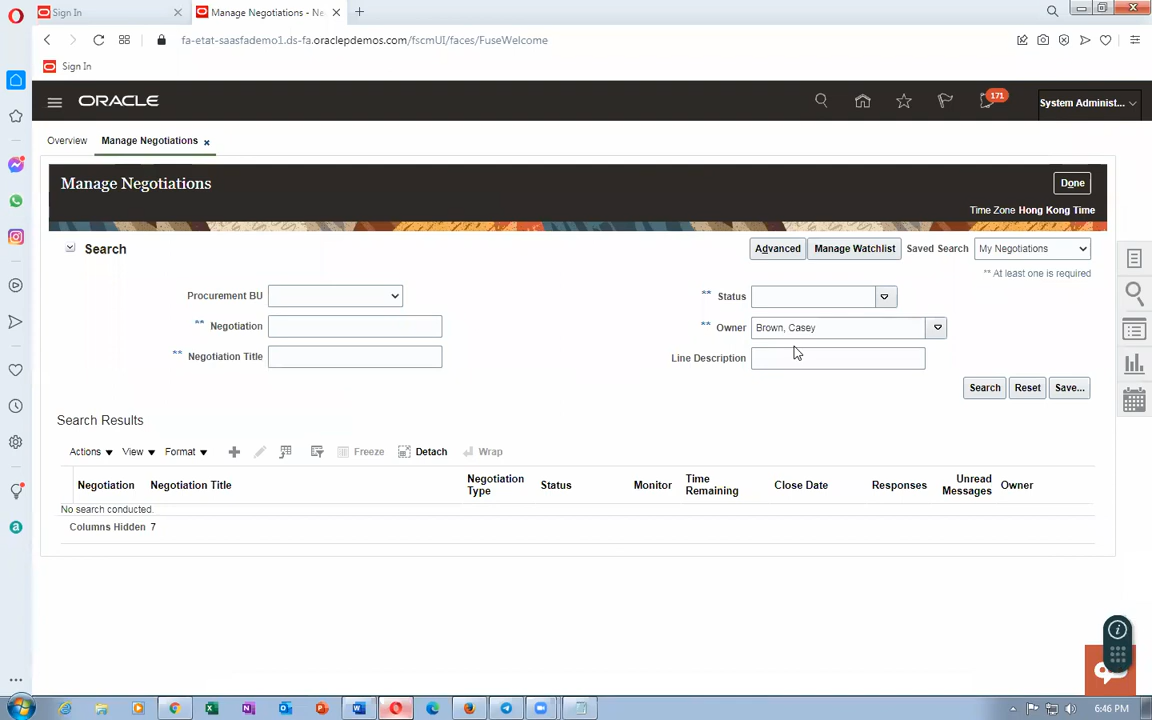 Sign In
Manage Negotiations - Ne
fa-etat-saasfademo1.ds-fa.oraclepdemos.com/fscmUI/faces/FuseWelcome
Sign In
ORACLE
171
System Administ...
Overview
Manage Negotiations
Manage Negotiations
Done
Time Zone Hong Kong Time
Search
Advanced
Manage Watchlist
Saved Search
My Negotiations
** At least one is required
Procurement BU
** Status
** Negotiation
** Owner
Brown, Casey
** Negotiation Title
Line Description
Search
Reset
Save...
Search Results
Actions
View
Format
Freeze
Detach
Wrap
Negotiation
Negotiation Title
Negotiation Type
Status
Monitor
Time Remaining
Close Date
Responses
Unread Messages
Owner
No search conducted.
Columns Hidden 7
6:46 PM